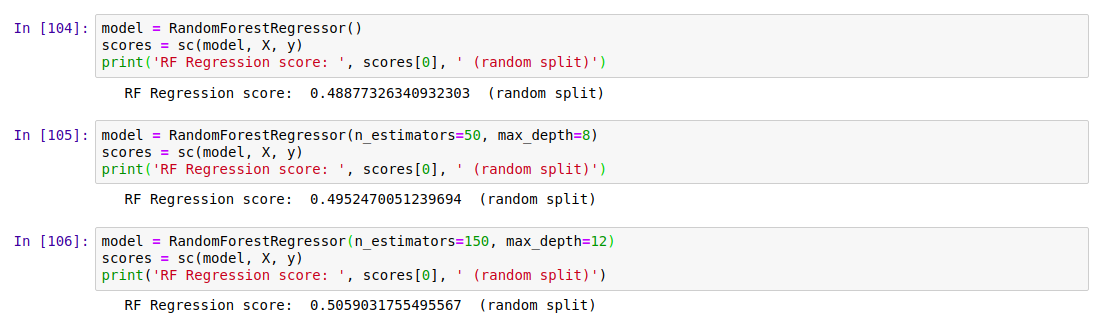 In [104]: model = RandomForestRegressor()
scores = sc(model, X, y)
print('RF Regression score: ', scores[0], ' (random split)')
RF Regression score:  0.48877326340932303  (random split)
In [105]: model = RandomForestRegressor(n_estimators=50, max_depth=8)
scores = sc(model, X, y)
print('RF Regression score: ', scores[0], ' (random split)')
RF Regression score:  0.4952470051239694  (random split)
In [106]: model = RandomForestRegressor(n_estimators=150, max_depth=12)
scores = sc(model, X, y)
print('RF Regression score: ', scores[0], ' (random split)')
RF Regression score:  0.5059031755495567  (random split)